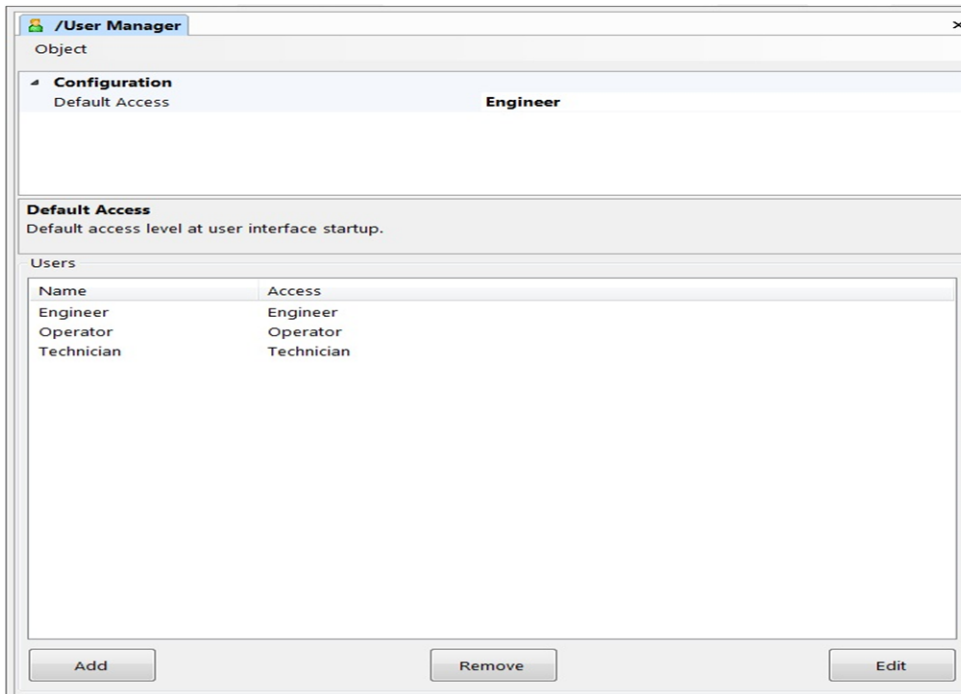 /User Manager
Object
Configuration
Default Access Engineer
Default Access
Default access level at user interface startup.
Users
Name Access
Engineer Engineer
Operator Operator
Technician Technician
Add Remove Edit